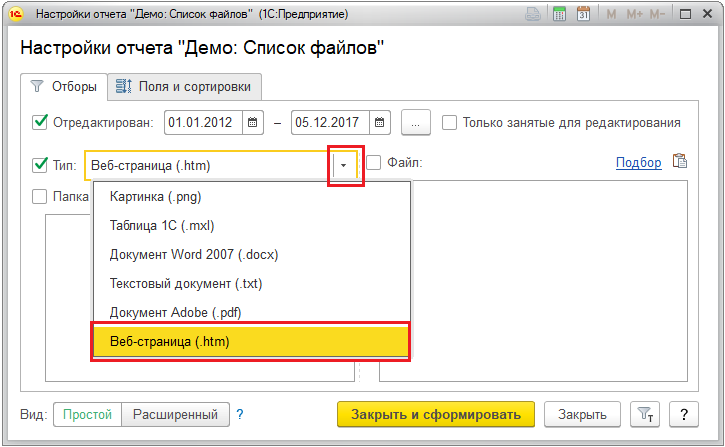 Настройки отчета "Демо: Список файлов" (1С:Предприятие)
M M+ M-
Настройки отчета "Демо: Список файлов"
Отборы Поля и сортировки
Отредактирован: 01.01.2012 – 05.12.2017 ... Только занятые для редактирования
Тип: Веб-страница (.htm) Файл: Подбор
Папка
Картинка (.png)
Таблица 1С (.mxl)
Документ Word 2007 (.docx)
Текстовый документ (.txt)
Документ Adobe (.pdf)
Веб-страница (.htm)
Вид: Простой Расширенный ? Закрыть и сформировать Закрыть ?